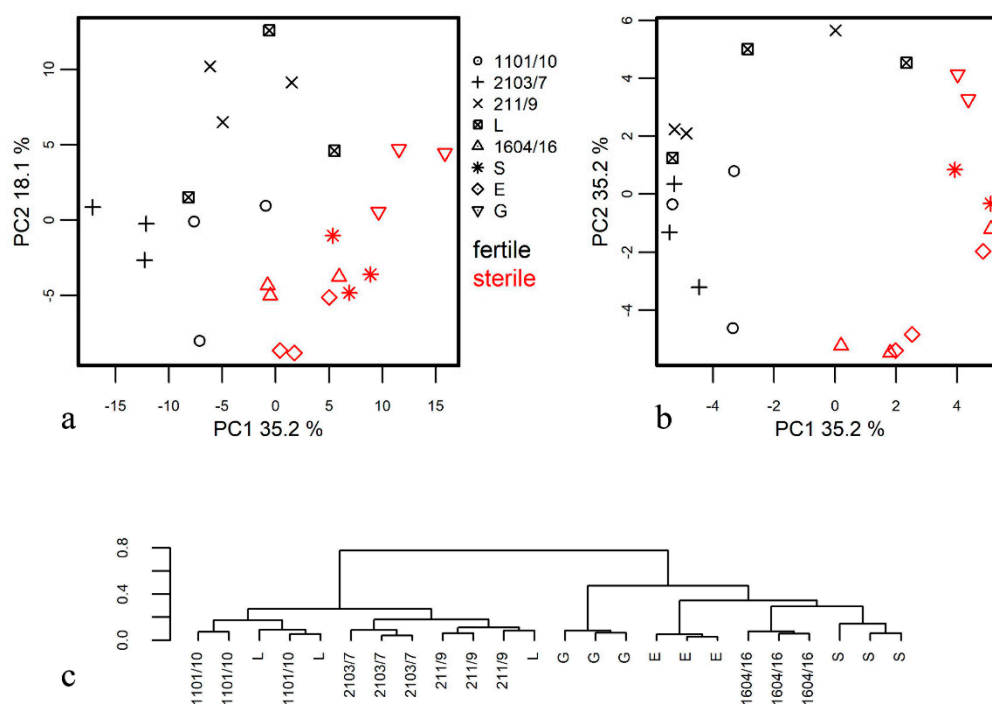 PC2 18.1 %
10
5
0
-5
-15
-10
-5
0
5
10
15
PC1 35.2 %
a
1101/10
2103/7
211/9
L
1604/16
S
E
G
fertile
sterile
PC2 35.2 %
6
4
2
0
-2
-4
-4
-2
0
2
4
PC1 35.2 %
b
0.8
0.4
0.0
1101/10
1101/10
L
1101/10
L
2103/7
2103/7
2103/7
211/9
211/9
211/9
L
G
G
G
E
E
E
1604/16
1604/16
1604/16
S
S
S
c